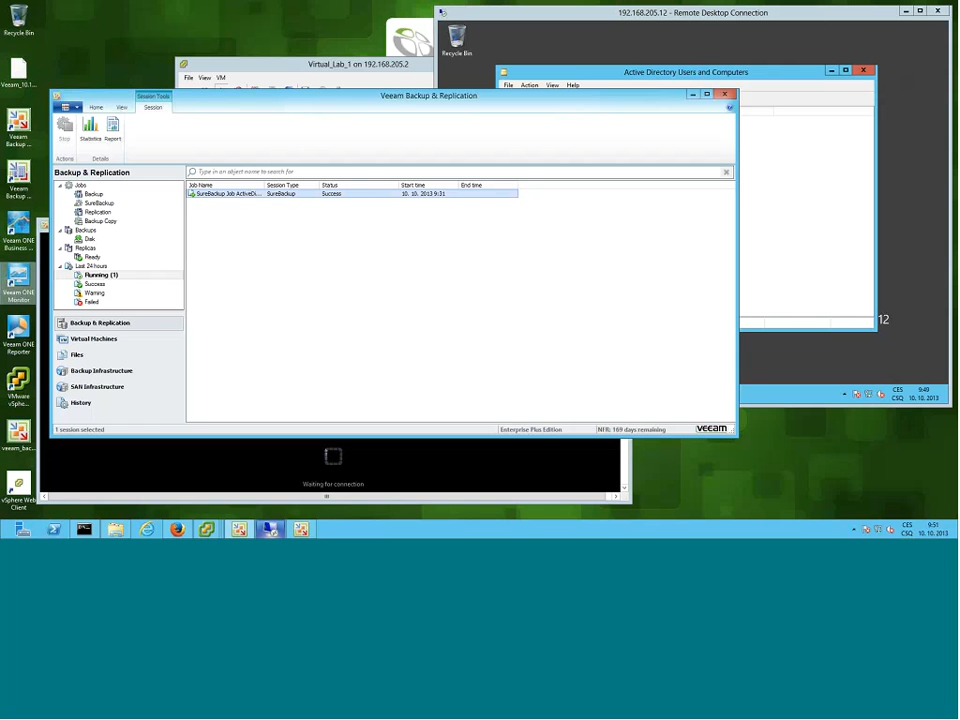 Recycle Bin
Veeam_10.1...
Veeam
Backup ...
Veeam
Backup ...
Veeam ONE
Business ...
Veeam ONE
Monitor
Veeam ONE
Reporter
VMware
vSphe...
veeam_bac...
vSphere Web
Client
192.168.205.12 - Remote Desktop Connection
Recycle Bin
Virtual_Lab_1 on 192.168.205.2
File View VM
Active Directory Users and Computers
File Action View Help
Session Tools
Veeam Backup & Replication
Home View Session
Stop Statistics Report
Actions Details
Backup & Replication
Type in an object name to search for
Jobs
Backup
SureBackup
Replication
Backup Copy
Backups
Disk
Replicas
Ready
Last 24 hours
Running (1)
Success
Warning
Failed
Job Name Session Type Status Start time End time
SureBackup Job ActiveDi... SureBackup Success 10. 10. 2013 9:31
Backup & Replication
Virtual Machines
Files
Backup Infrastructure
SAN Infrastructure
History
1 session selected
Enterprise Plus Edition
NFR: 169 days remaining
veeam
12
CES 9:49
CSQ 10. 10. 2013
Waiting for connection
CES 9:51
CSQ 10. 10. 2013